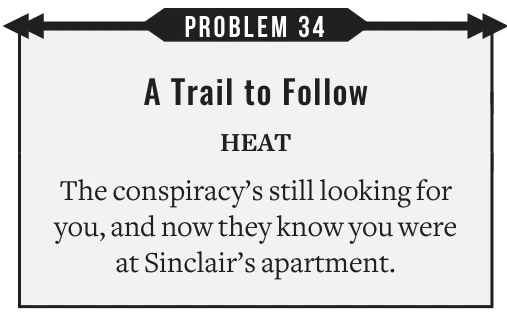 PROBLEM 34
A Trail to Follow
HEAT
The conspiracy’s still looking for
you, and now they know you were
at Sinclair’s apartment.